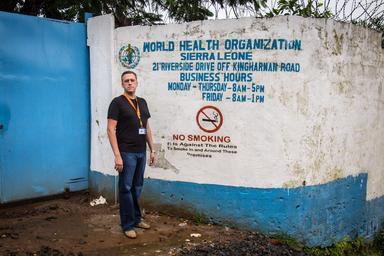 WORLD HEALTH ORGANIZATION
SIERRA LEONE
21 RIVERSIDE DRIVE OFF KINGHARMAN ROAD
BUSINESS HOURS
MONDAY - THURSDAY - 8AM - 5PM
FRIDAY - 8AM - 1PM
NO SMOKING
It Is Against The Rules
To Smoke in and Around These
Premises